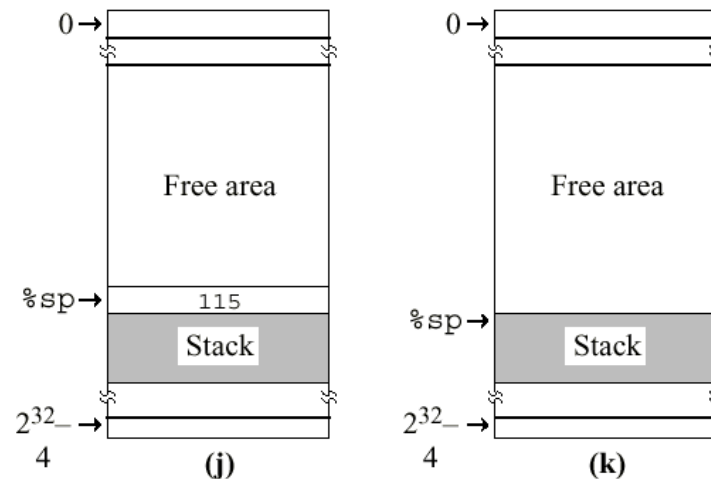 0→ 0→
Free area Free area
%sp→ 115
%sp→
Stack Stack
2³²–→ 2³²–→
4 (j) 4 (k)